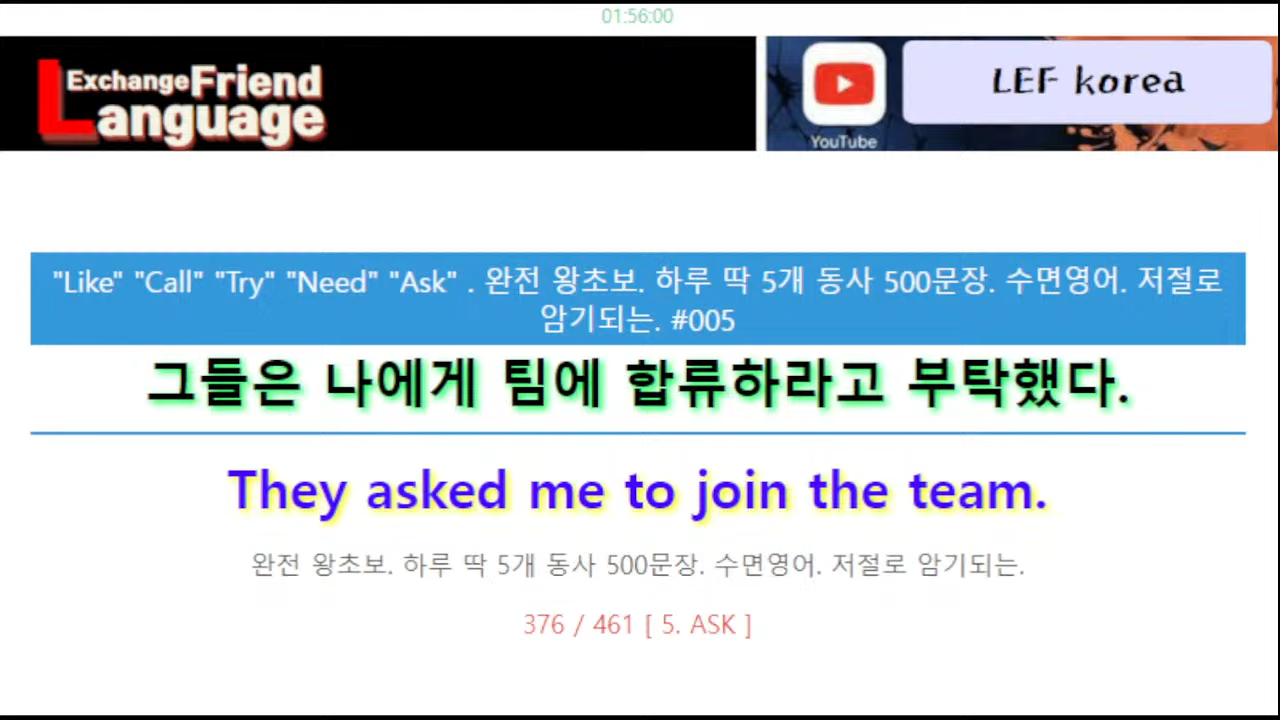 01:56:00
ExchangeFriend
Language
YouTube
LEF korea
"Like" "Call" "Try" "Need" "Ask" . 완전 왕초보. 하루 딱 5개 동사 500문장. 수면영어. 저절로
암기되는. #005
그들은 나에게 팀에 합류하라고 부탁했다.
They asked me to join the team.
완전 왕초보. 하루 딱 5개 동사 500문장. 수면영어. 저절로 암기되는.
376 / 461 [ 5. ASK ]